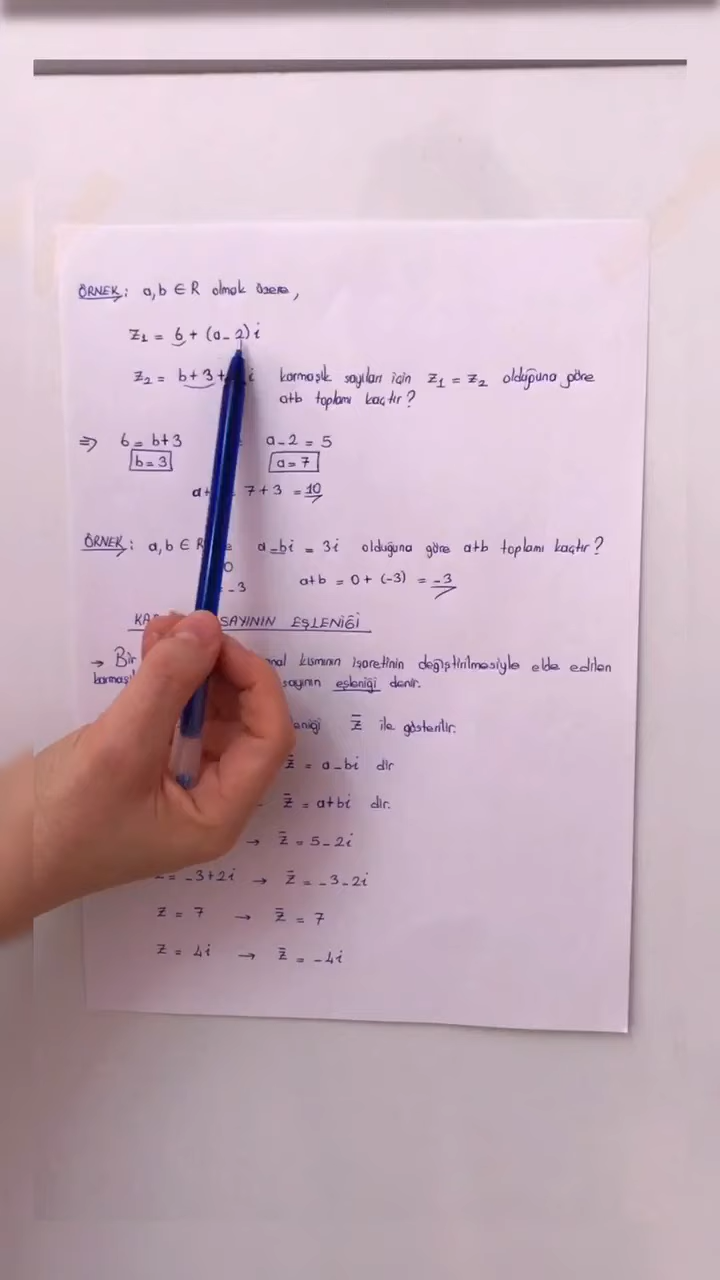 ÖRNEK: a,b ∈ R olmak üzere,
z₁ = 6 + (a-2)i
z₂ = b+3+ i karmaşık sayıları için z₁ = z₂ olduğuna göre
a+b toplamı kaçtır?
⇒ 6 = b+3 a-2 = 5
b=3 a=7
a+ 7+3 = 10
ÖRNEK: a,b ∈ R a-bi = 3i olduğuna göre a+b toplamı kaçtır?
0
-3 a+b = 0 + (-3) = -3
SAYININ EŞLENİĞİ
→ Bir kısmının işaretinin değiştirilmesiyle elde edilen
sayının eşleniği denir.
z̄ ile gösterilir.
z̄ = a-bi dir
z̄ = a+bi dir.
→ z̄ = 5-2i
= -3+2i → z̄ = -3-2i
z = 7 → z̄ = 7
z = 4i → z̄ = -4i